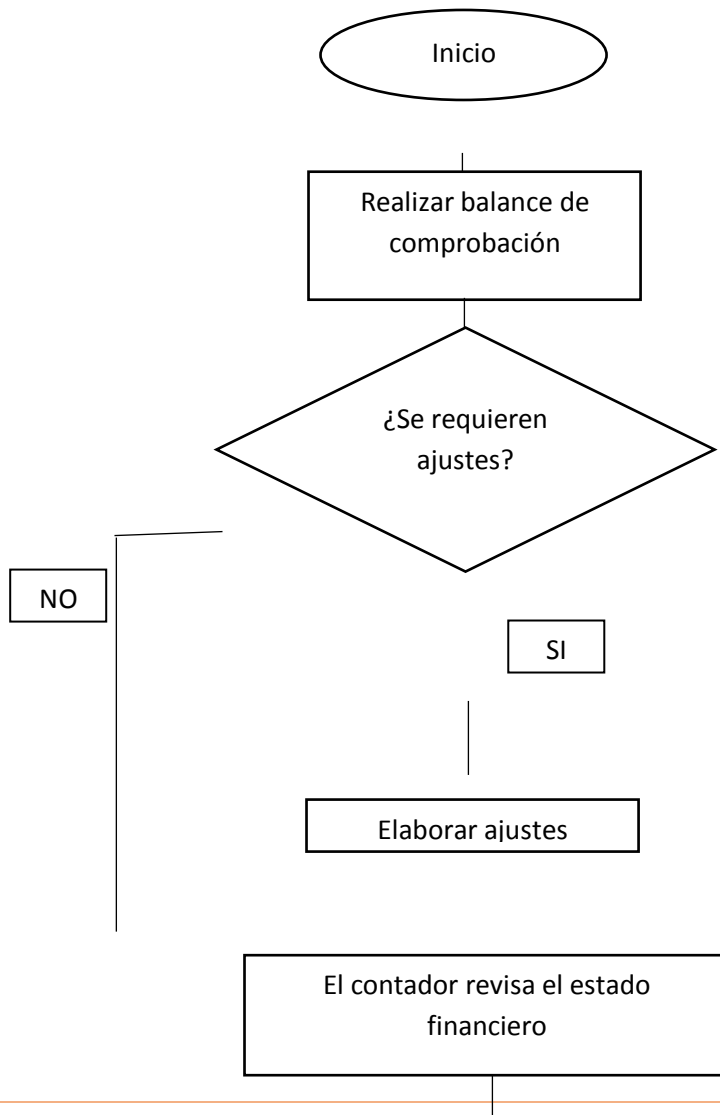 Inicio
Realizar balance de
comprobación
¿Se requieren
ajustes?
NO
SI
Elaborar ajustes
El contador revisa el estado
financiero